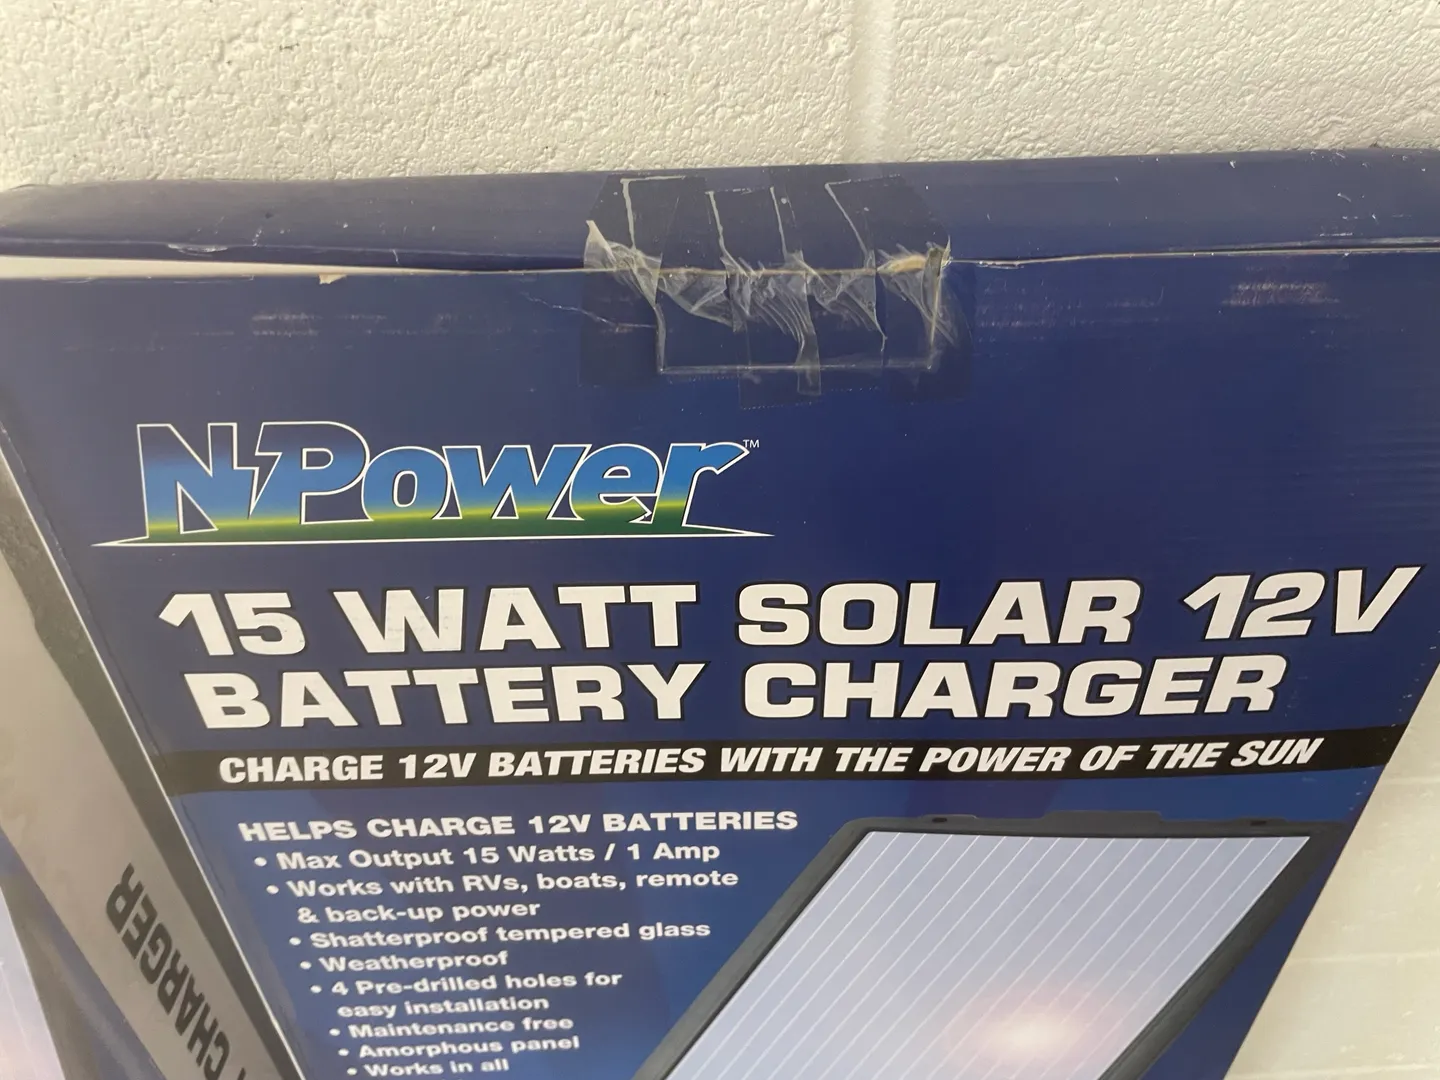 NPower™
15 WATT SOLAR 12V
BATTERY CHARGER
CHARGE 12V BATTERIES WITH THE POWER OF THE SUN
HELPS CHARGE 12V BATTERIES
• Max Output 15 Watts / 1 Amp
• Works with RVs, boats, remote
& back-up power
• Shatterproof tempered glass
• Weatherproof
• 4 Pre-drilled holes for
easy installation
• Maintenance free
• Amorphous panel
• Works in all
CHARGER